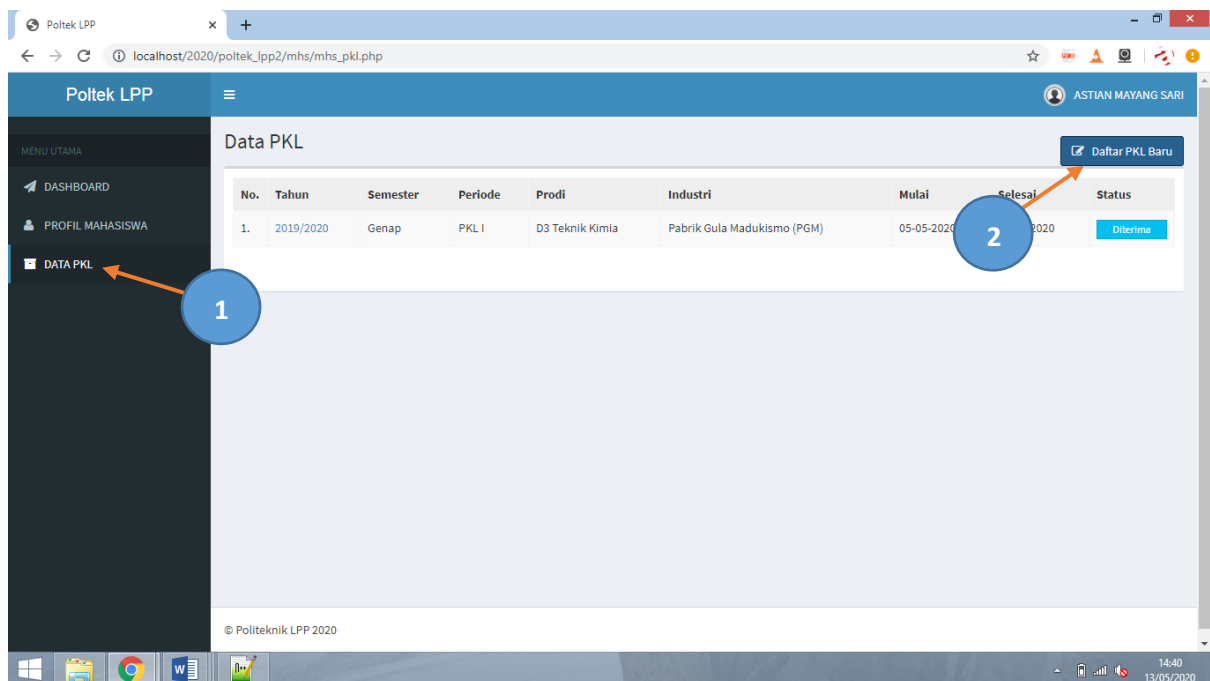 Poltek LPP
localhost/2020/poltek_lpp2/mhs/mhs_pkl.php
Poltek LPP
ASTIAN MAYANG SARI
MENU UTAMA
DASHBOARD
PROFIL MAHASISWA
DATA PKL
Data PKL
Daftar PKL Baru
No. Tahun Semester Periode Prodi Industri Mulai Selesai Status
1. 2019/2020 Genap PKL I D3 Teknik Kimia Pabrik Gula Madukismo (PGM) 05-05-2020 2020 Diterima
1
2
© Politeknik LPP 2020
14:40
13/05/2020